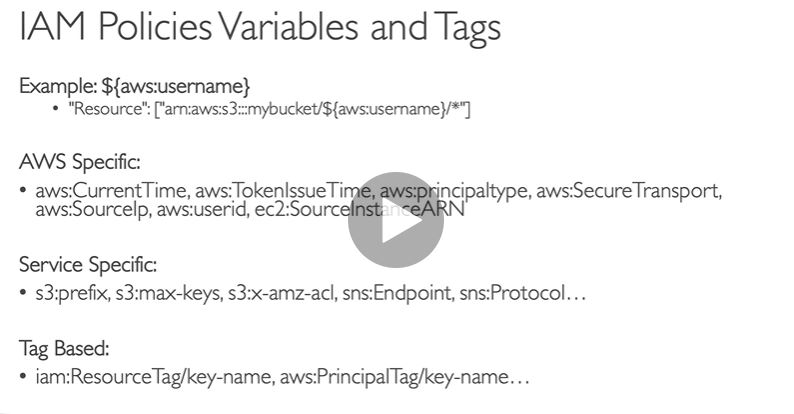 IAM Policies Variables and Tags
Example: ${aws:username}
• "Resource": ["arn:aws:s3:::mybucket/${aws:username}/*"]
AWS Specific:
• aws:CurrentTime, aws:TokenIssueTime, aws:principaltype, aws:SecureTransport,
aws:SourceIp, aws:userid, ec2:SourceInstanceARN
Service Specific:
• s3:prefix, s3:max-keys, s3:x-amz-acl, sns:Endpoint, sns:Protocol…
Tag Based:
• iam:ResourceTag/key-name, aws:PrincipalTag/key-name…